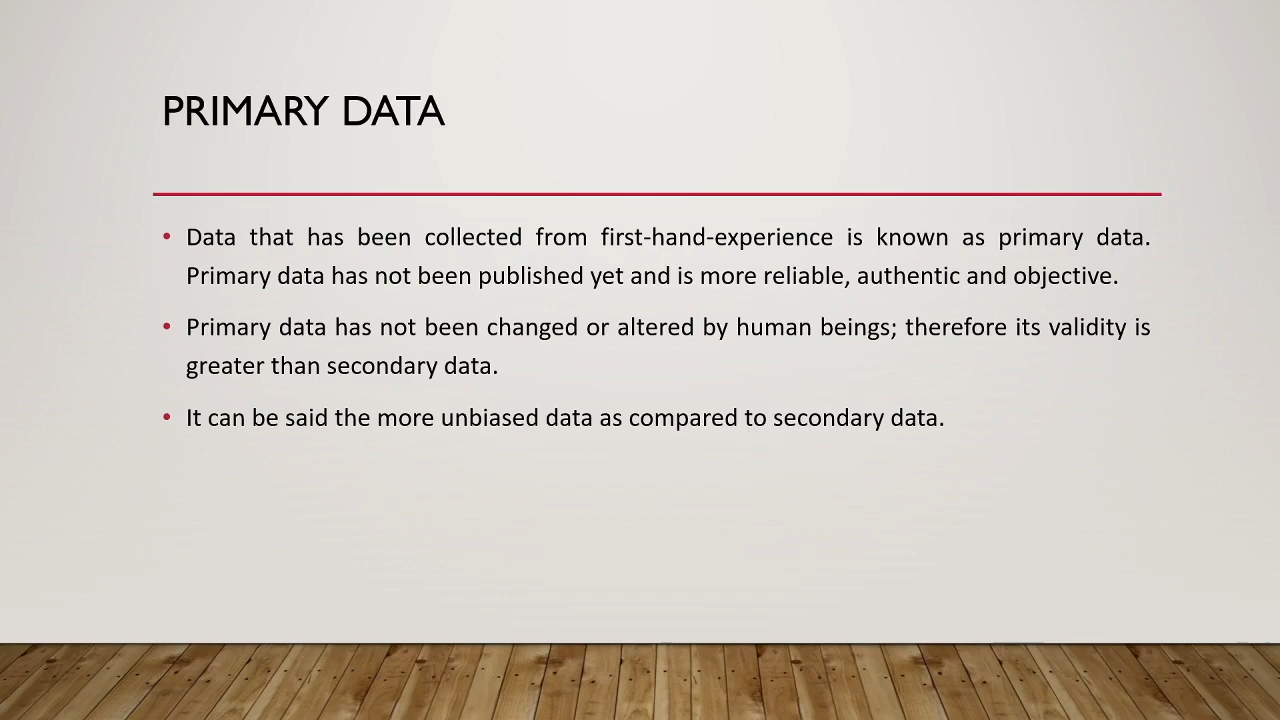 PRIMARY DATA
• Data that has been collected from first-hand-experience is known as primary data.
Primary data has not been published yet and is more reliable, authentic and objective.
• Primary data has not been changed or altered by human beings; therefore its validity is
greater than secondary data.
• It can be said the more unbiased data as compared to secondary data.